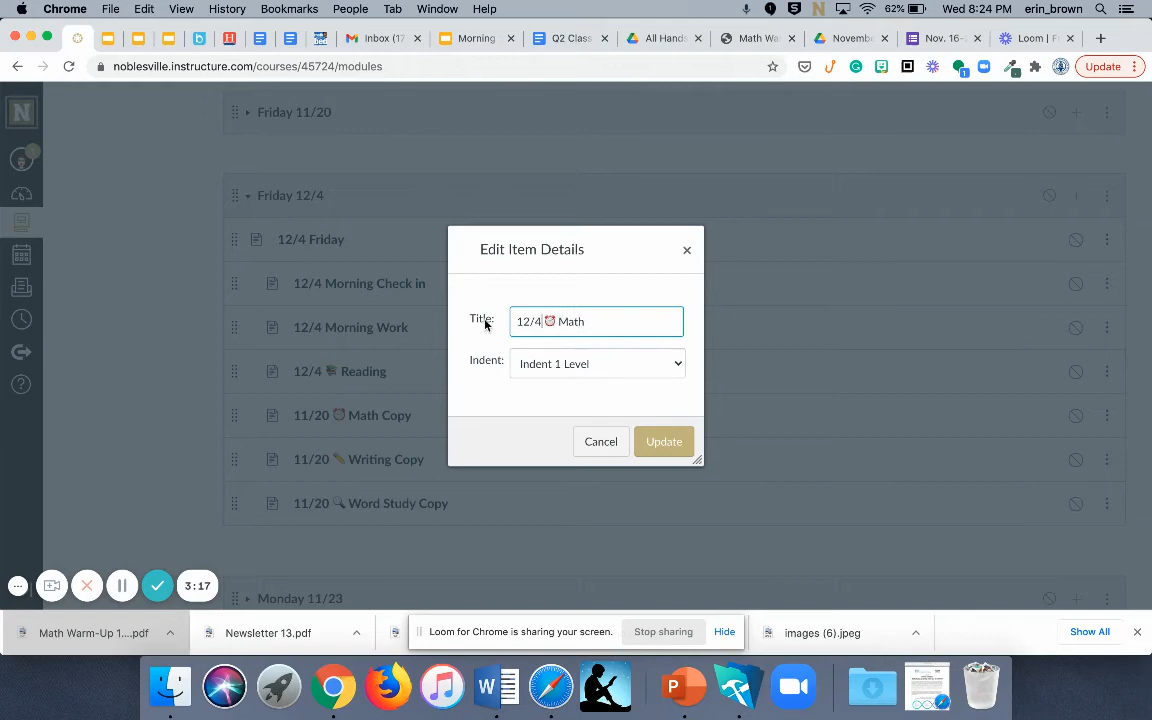 Chrome File Edit View History Bookmarks People Tab Window Help 62% Wed 8:24 PM erin_brown
Inbox (17 Morning Q2 Class All Hands Math Wa Novembe Nov. 16- Loom | F
noblesville.instructure.com/courses/45724/modules Update
Friday 11/20
Friday 12/4
12/4 Friday
12/4 Morning Check in
12/4 Morning Work
12/4 📚 Reading
11/20 ⏰ Math Copy
11/20 ✏️ Writing Copy
11/20 🔍 Word Study Copy
Monday 11/23
Edit Item Details
Title: 12/4⏰ Math
Indent: Indent 1 Level
Cancel Update
3:17
Math Warm-Up 1....pdf Newsletter 13.pdf Loom for Chrome is sharing your screen. Stop sharing Hide images (6).jpeg Show All